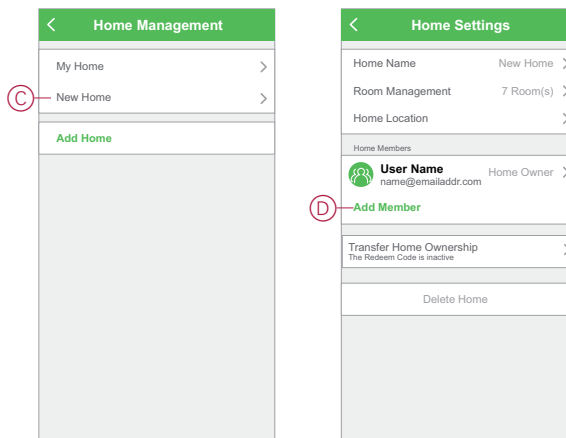 Home Management
My Home
C
New Home
Add Home
Home Settings
Home Name New Home
Room Management 7 Room(s)
Home Location
Home Members
User Name
name@emailaddr.com
Home Owner
D
Add Member
Transfer Home Ownership
The Redeem Code is inactive
Delete Home